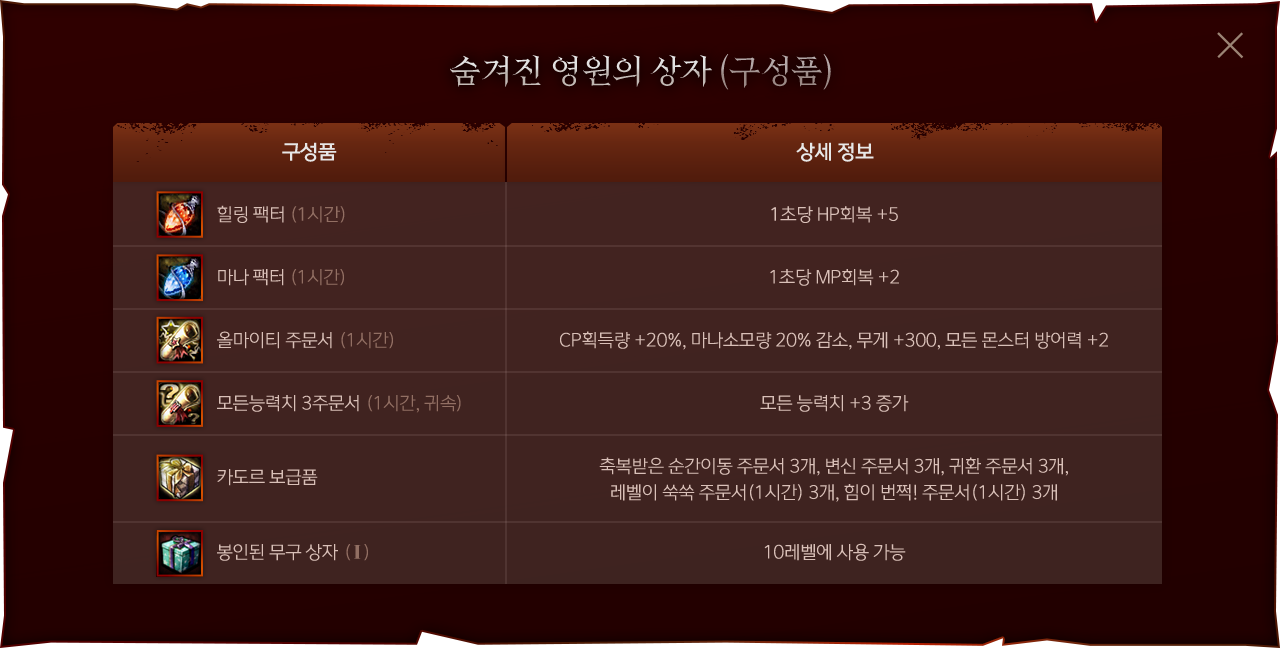 숨겨진 영원의 상자 (구성품)
구성품 상세 정보
힐링 팩터 (1시간) 1초당 HP회복 +5
마나 팩터 (1시간) 1초당 MP회복 +2
올마이티 주문서 (1시간) CP획득량 +20%, 마나소모량 20% 감소, 무게 +300, 모든 몬스터 방어력 +2
모든능력치 3주문서 (1시간, 귀속) 모든 능력치 +3 증가
카도르 보급품 축복받은 순간이동 주문서 3개, 변신 주문서 3개, 귀환 주문서 3개,
레벨이 쑥쑥 주문서(1시간) 3개, 힘이 번쩍! 주문서(1시간) 3개
봉인된 무구 상자 (Ⅰ) 10레벨에 사용 가능